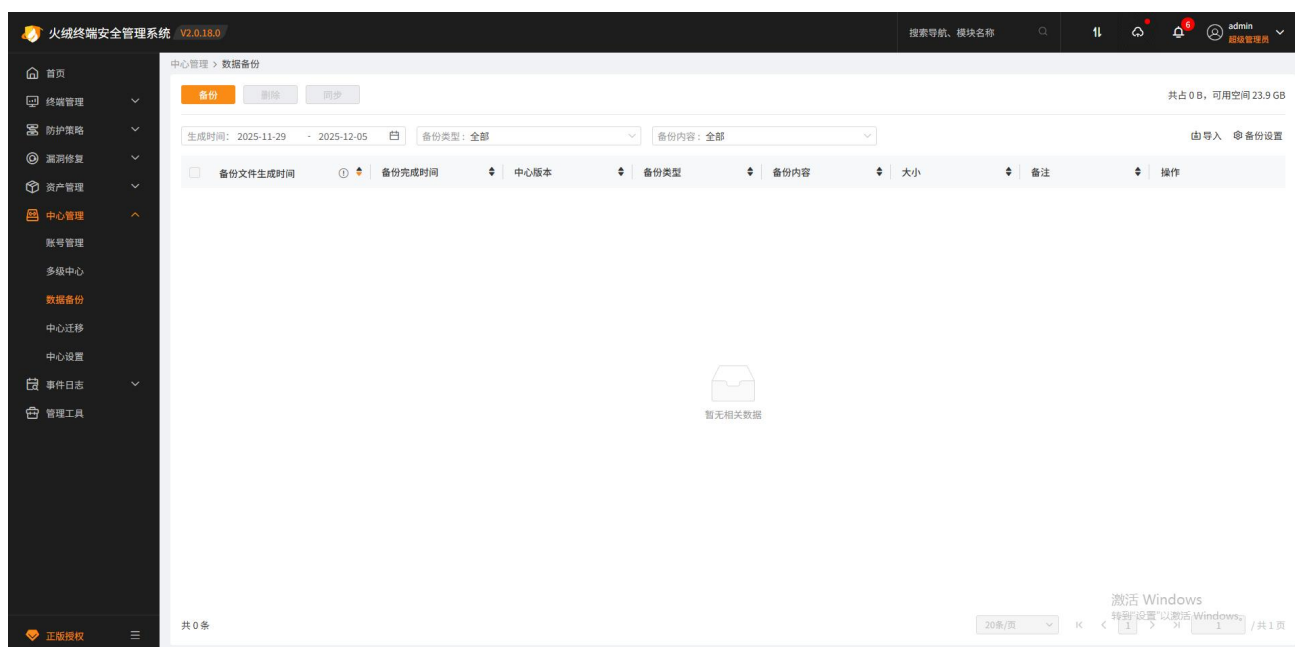 火绒终端安全管理系统 V2.0.18.0 搜索导航、模块名称 6 admin
超级管理员
首页
终端管理
防护策略
漏洞修复
资产管理
中心管理
账号管理
多级中心
数据备份
中心迁移
中心设置
事件日志
管理工具
正版授权
中心管理 > 数据备份
备份 删除 同步 共占 0 B，可用空间 23.9 GB
生成时间： 2025-11-29 - 2025-12-05 备份类型：全部 备份内容：全部 导入 备份设置
备份文件生成时间 备份完成时间 中心版本 备份类型 备份内容 大小 备注 操作
暂无相关数据
激活 Windows
转到"设置"以激活 Windows。
共 0 条 20条/页 1 1 / 共 1 页